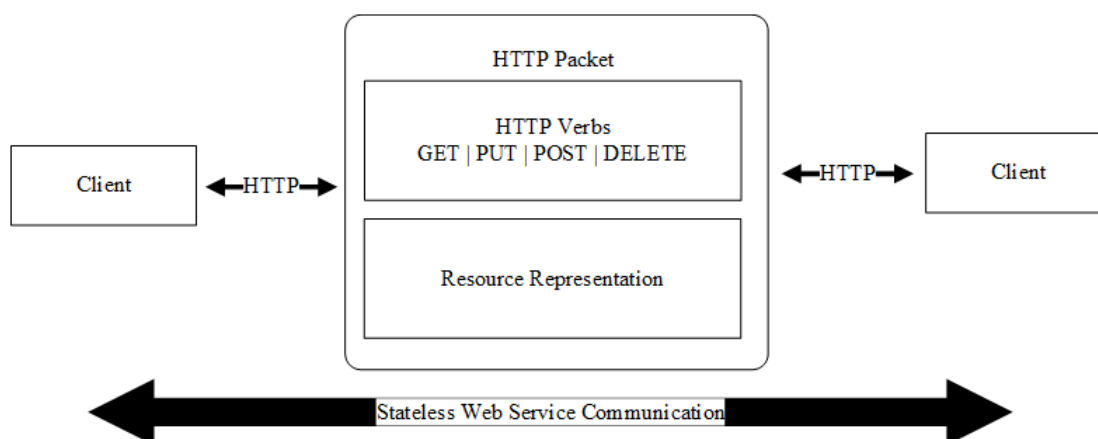 HTTP Packet
HTTP Verbs
GET | PUT | POST | DELETE
Client
HTTP
HTTP
Client
Resource Representation
Stateless Web Service Communication